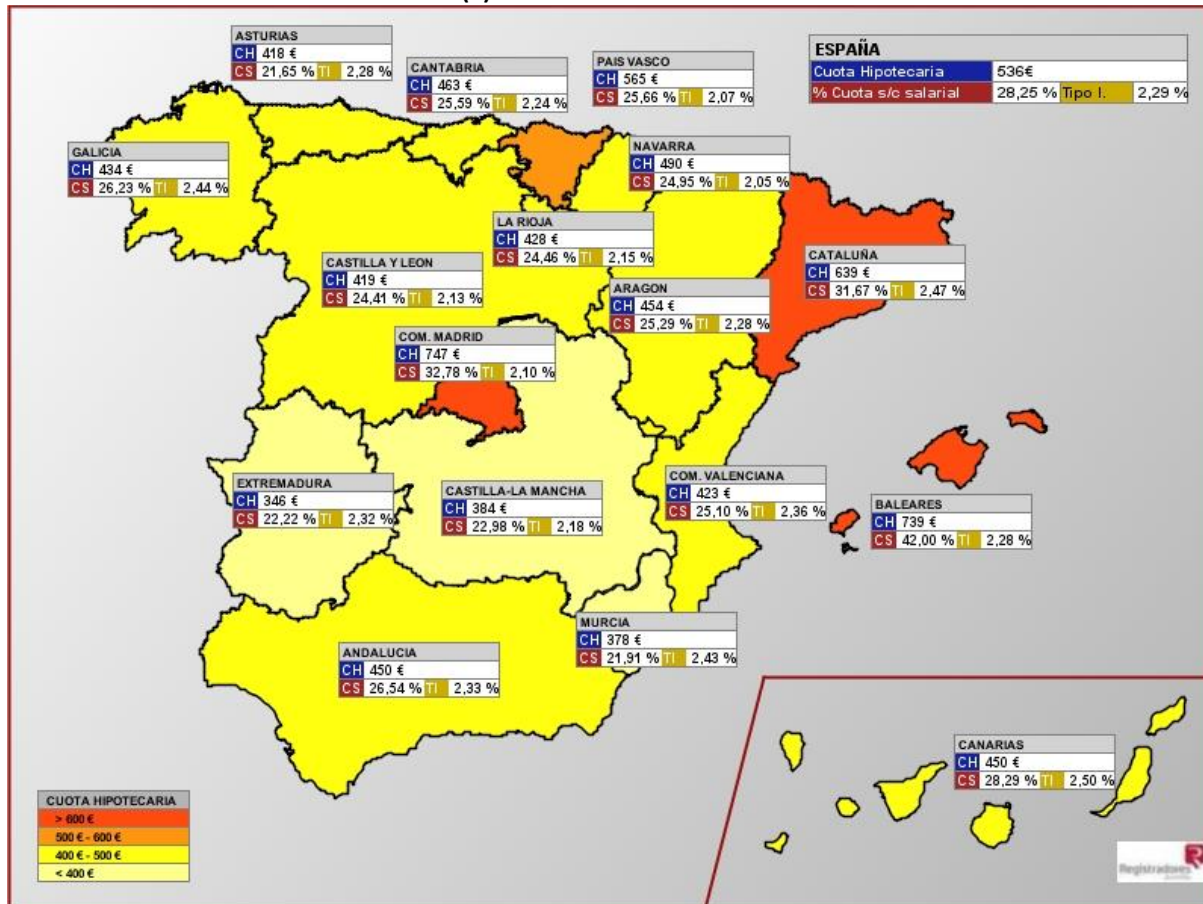 (1)
ASTURIAS
CH 418 €
CS 21,65 % TI 2,28 %
CANTABRIA
CH 463 €
CS 25,59 % TI 2,24 %
PAIS VASCO
CH 565 €
CS 25,66 % TI 2,07 %
ESPAÑA
Cuota Hipotecaria 536€
% Cuota s/c salarial 28,25 % Tipo I. 2,29 %
GALICIA
CH 434 €
CS 26,23 % TI 2,44 %
NAVARRA
CH 490 €
CS 24,95 % TI 2,05 %
LA RIOJA
CH 428 €
CS 24,46 % TI 2,15 %
CASTILLA Y LEON
CH 419 €
CS 24,41 % TI 2,13 %
CATALUÑA
CH 639 €
CS 31,67 % TI 2,47 %
ARAGON
CH 454 €
CS 25,29 % TI 2,28 %
COM. MADRID
CH 747 €
CS 32,78 % TI 2,10 %
EXTREMADURA
CH 346 €
CS 22,22 % TI 2,32 %
CASTILLA-LA MANCHA
CH 384 €
CS 22,98 % TI 2,18 %
COM. VALENCIANA
CH 423 €
CS 25,10 % TI 2,36 %
BALEARES
CH 739 €
CS 42,00 % TI 2,28 %
MURCIA
CH 378 €
CS 21,91 % TI 2,43 %
ANDALUCIA
CH 450 €
CS 26,54 % TI 2,33 %
CANARIAS
CH 450 €
CS 28,29 % TI 2,50 %
CUOTA HIPOTECARIA
> 600 €
500 € - 600 €
400 € - 500 €
< 400 €
Registradores